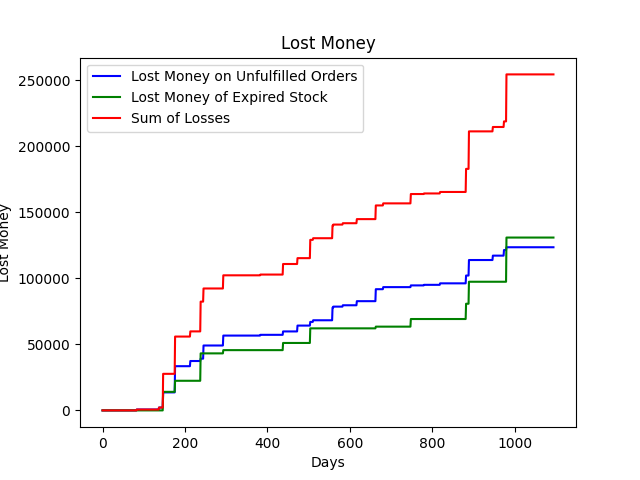 Lost Money
Lost Money on Unfulfilled Orders
Lost Money of Expired Stock
Sum of Losses
250000
200000
150000
100000
50000
0
Lost Money
0 200 400 600 800 1000
Days